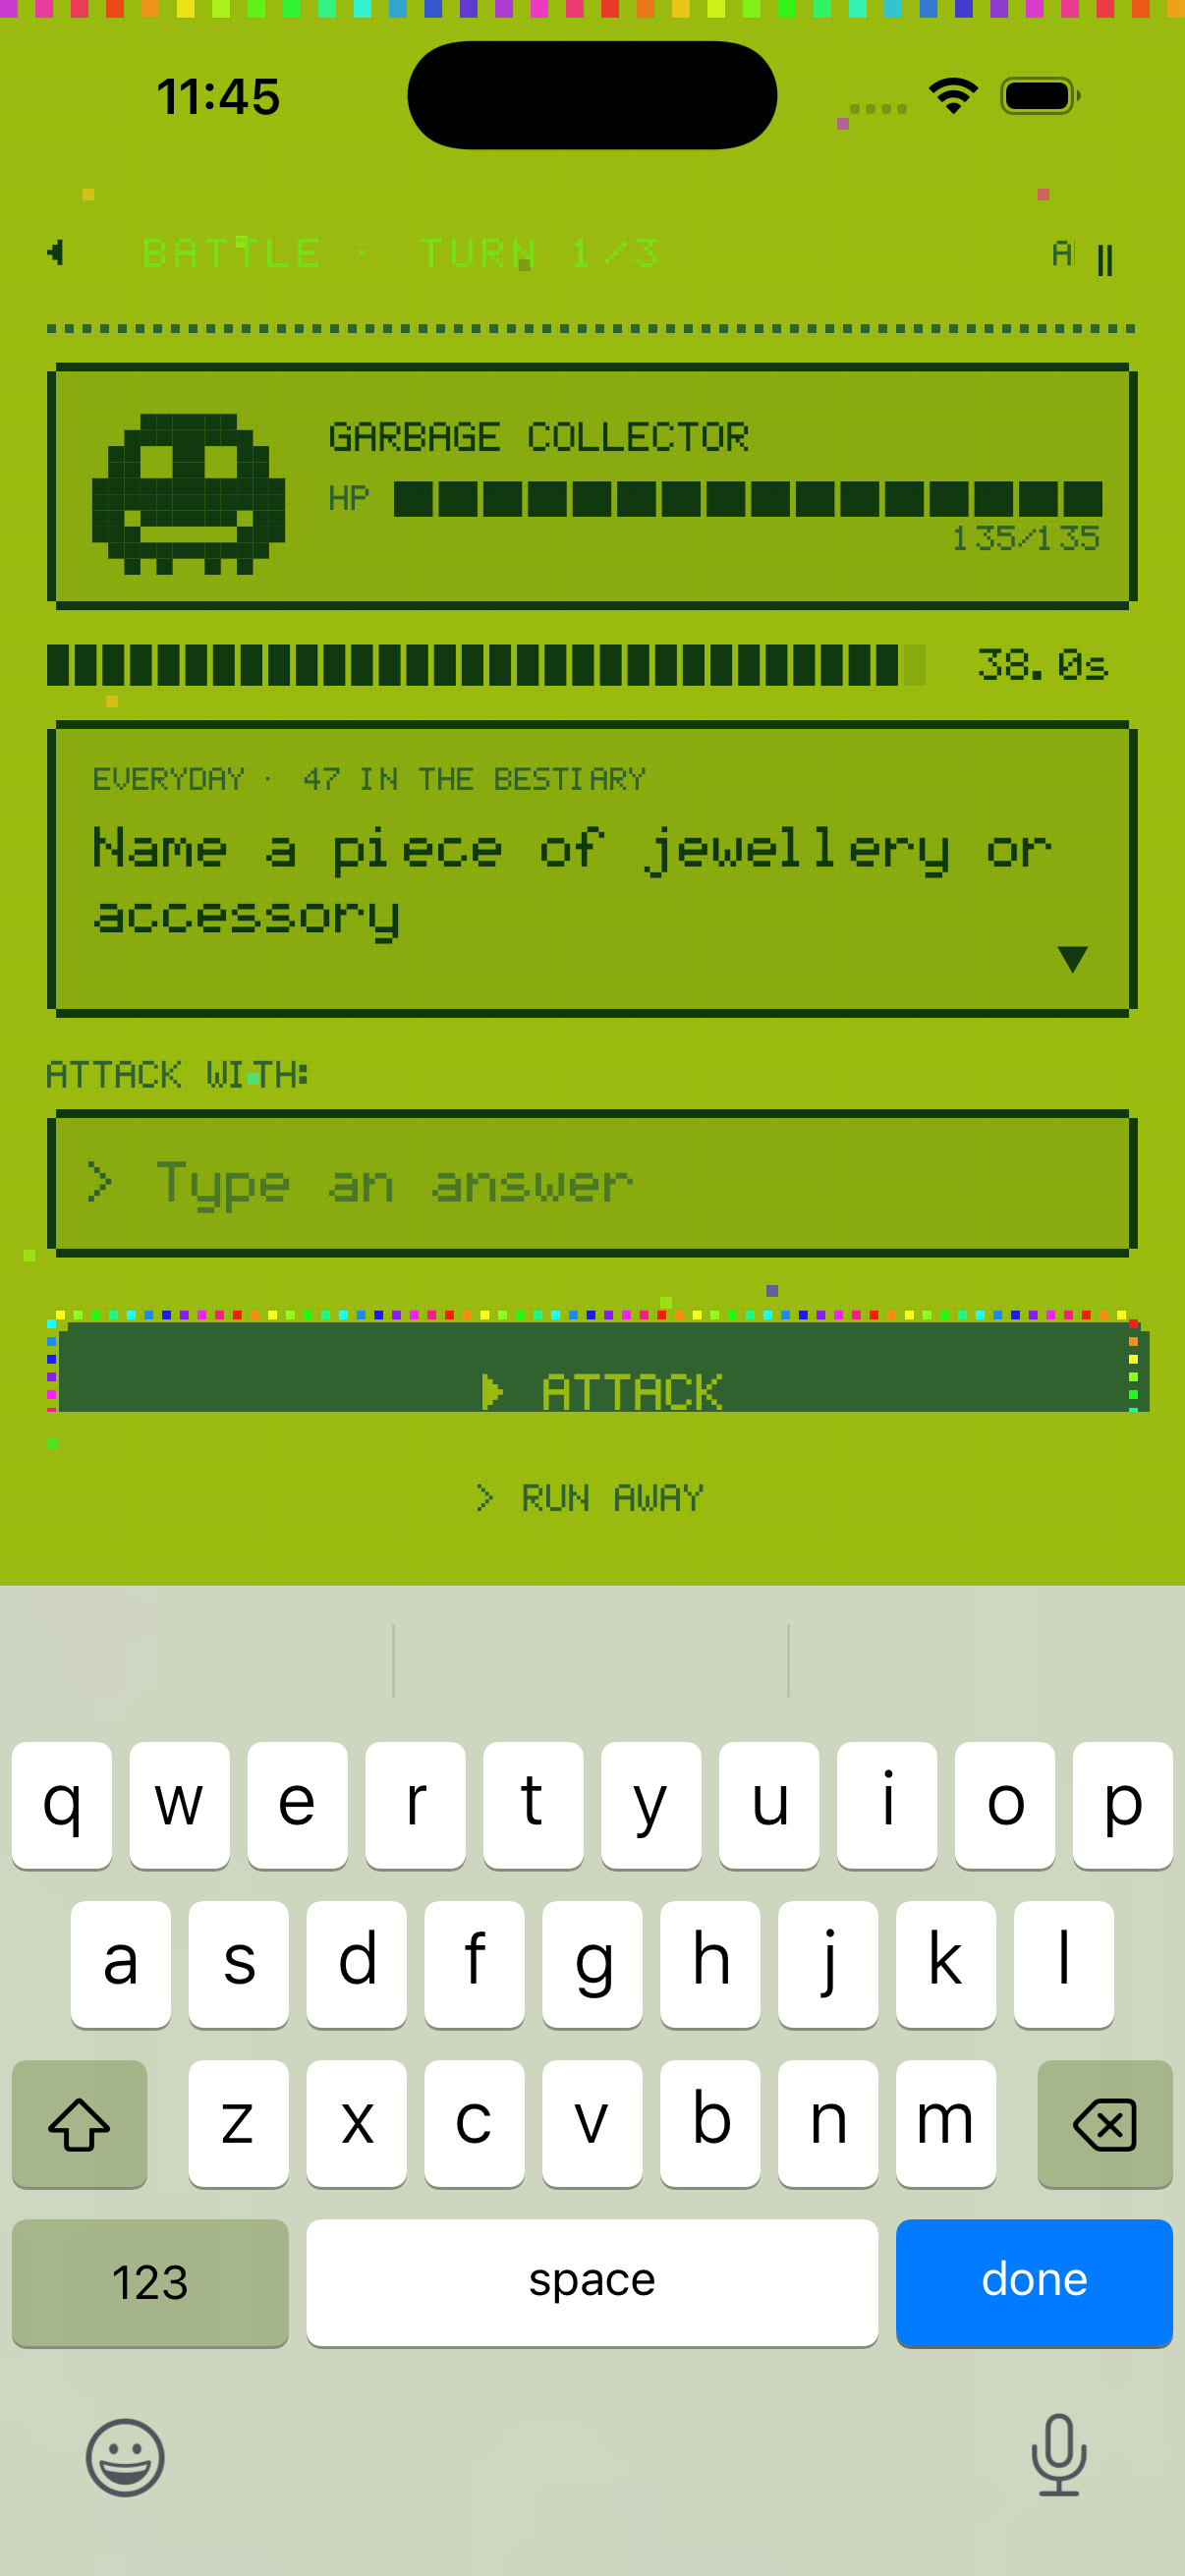 11:45
BATTLE · TURN 1/3
A
GARBAGE COLLECTOR
HP
135/135
38.0s
EVERYDAY · 47 IN THE BESTIARY
Name a piece of jewellery or
accessory
ATTACK WITH:
> Type an answer
ATTACK
> RUN AWAY
q w e r t y u i o p
a s d f g h j k l
z x c v b n m
123 space done